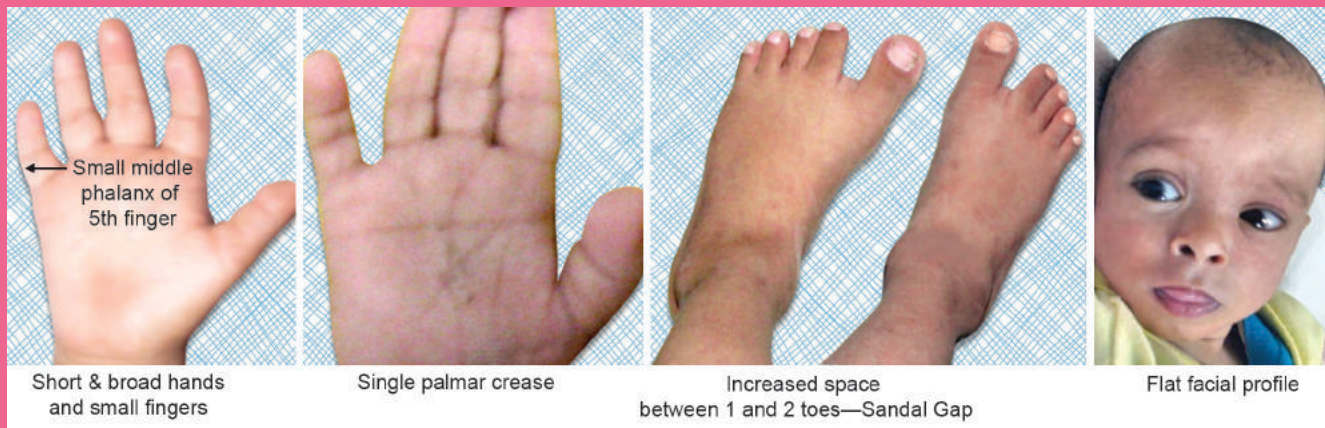 Small middle
phalanx of
5th finger
Short & broad hands
and small fingers
Single palmar crease
Increased space
between 1 and 2 toes—Sandal Gap
Flat facial profile